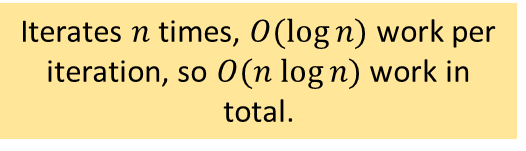 Iterates n times, O(log n) work per
iteration, so O(n log n) work in
total.